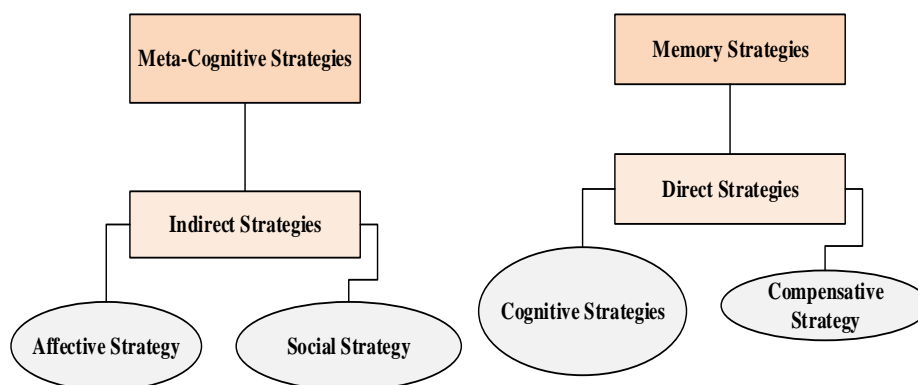 Meta-Cognitive Strategies
Memory Strategies
Indirect Strategies
Direct Strategies
Affective Strategy
Social Strategy
Cognitive Strategies
Compensative
Strategy